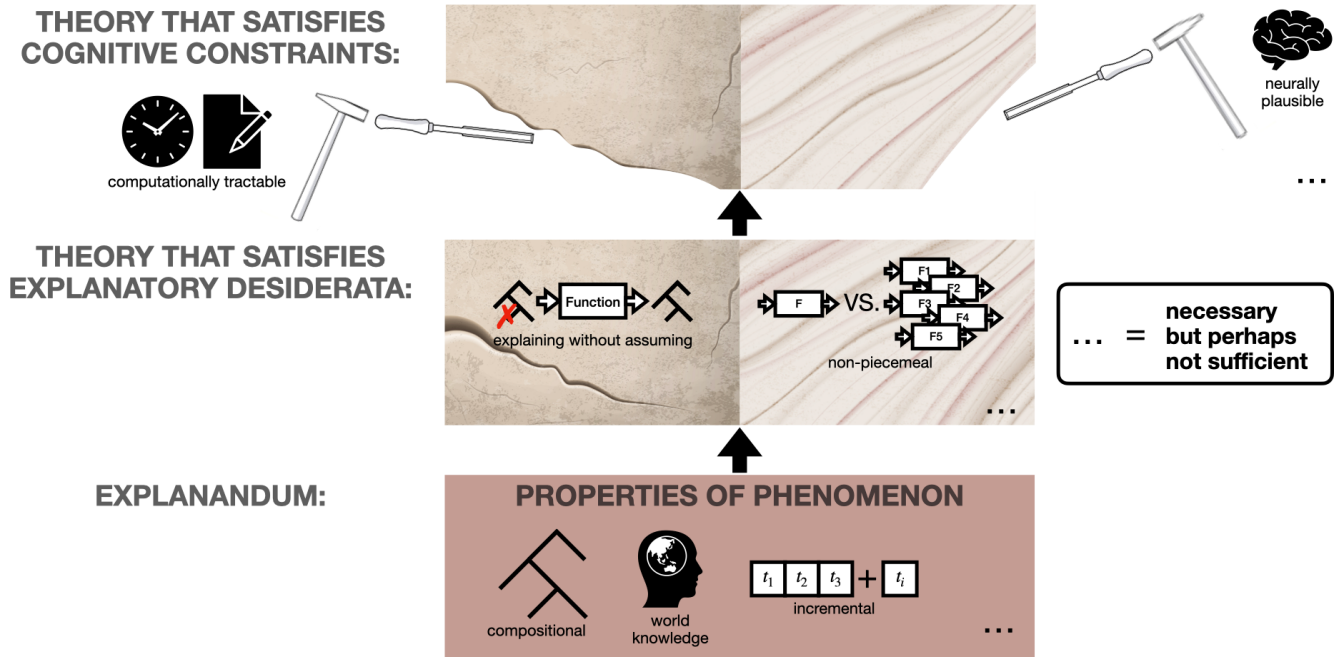 THEORY THAT SATISFIES
COGNITIVE CONSTRAINTS:
computationally tractable
neurally
plausible
...
THEORY THAT SATISFIES
EXPLANATORY DESIDERATA:
Function
explaining without assuming
F
VS.
F1
F2
F3
F4
F5
non-piecemeal
...
... = necessary
but perhaps
not sufficient
EXPLANANDUM:
PROPERTIES OF PHENOMENON
compositional
world
knowledge
t₁ t₂ t₃ + tᵢ
incremental
...